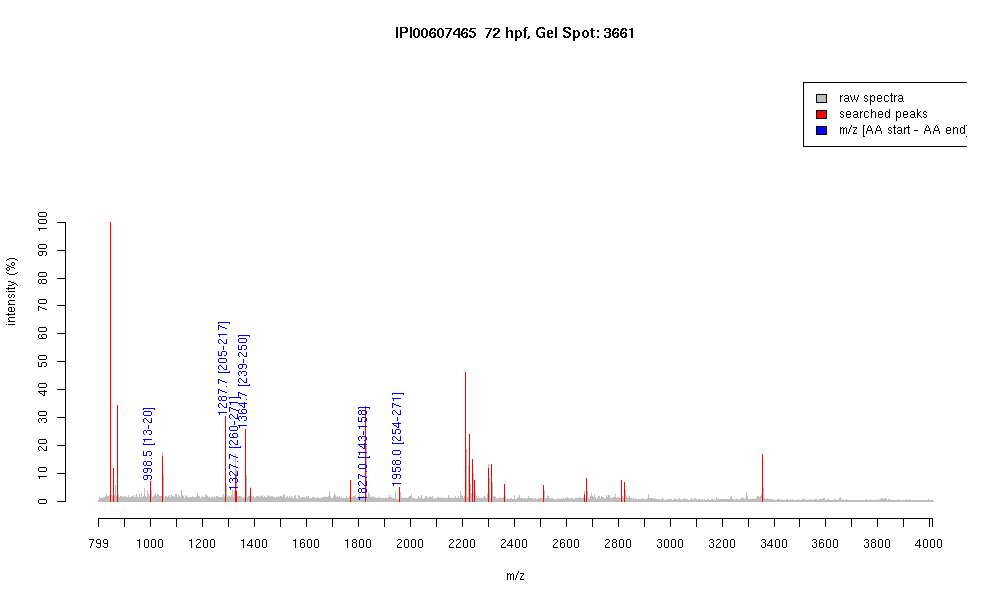 IPI00607465  72 hpf, Gel Spot: 3661
raw spectra
searched peaks
m/z [AA start - AA end]
intensity (%)
100
90
80
70
60
50
40
30
20
10
0
998.5 [13-20]
1287.7 [205-217]
1327.7 [260-271]
1364.7 [239-250]
1827.0 [143-158]
1958.0 [254-271]
799 1000 1200 1400 1600 1800 2000 2200 2400 2600 2800 3000 3200 3400 3600 3800 4000
m/z